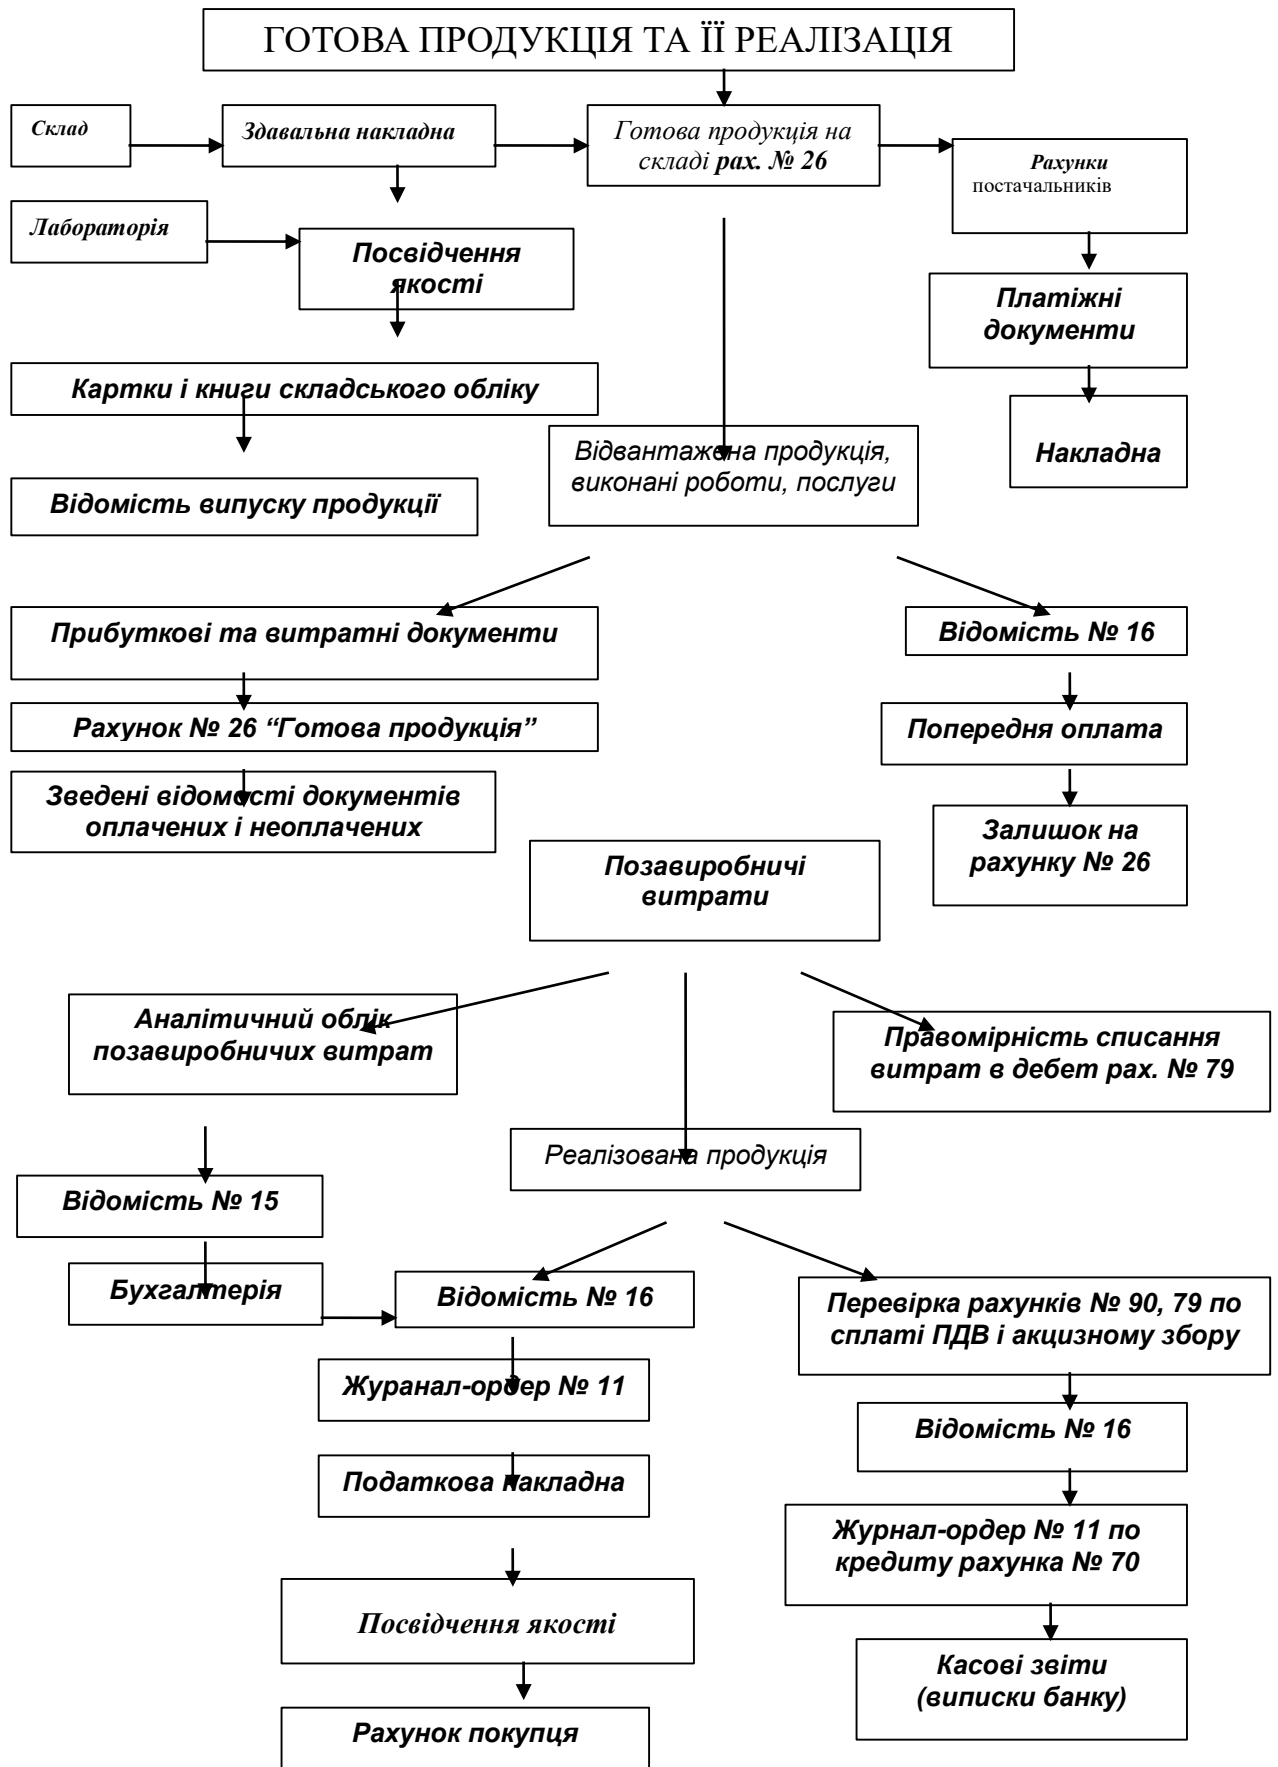 ГОТОВА ПРОДУКЦІЯ ТА ЇЇ РЕАЛІЗАЦІЯ
Склад
Здавальна накладна
Готова продукція на
складі рах. № 26
Рахунки
постачальників
Лабораторія
Посвідчення
якості
Платіжні
документи
Картки і книги складського обліку
Накладна
Відвантажена продукція,
виконані роботи, послуги
Відомість випуску продукції
Прибуткові та витратні документи
Відомість № 16
Рахунок № 26 “Готова продукція”
Попередня оплата
Зведені відомості документів
оплачених і неоплачених
Залишок на
рахунку № 26
Позавиробничі
витрати
Аналітичний облік
позавиробничих витрат
Правомірність списання
витрат в дебет рах. № 79
Реалізована продукція
Відомість № 15
Бухгалтерія
Відомість № 16
Перевірка рахунків № 90, 79 по
сплаті ПДВ і акцизному збору
Журанал-ордер № 11
Відомість № 16
Податкова накладна
Журнал-ордер № 11 по
кредиту рахунка № 70
Посвідчення якості
Касові звіти
(виписки банку)
Рахунок покупця